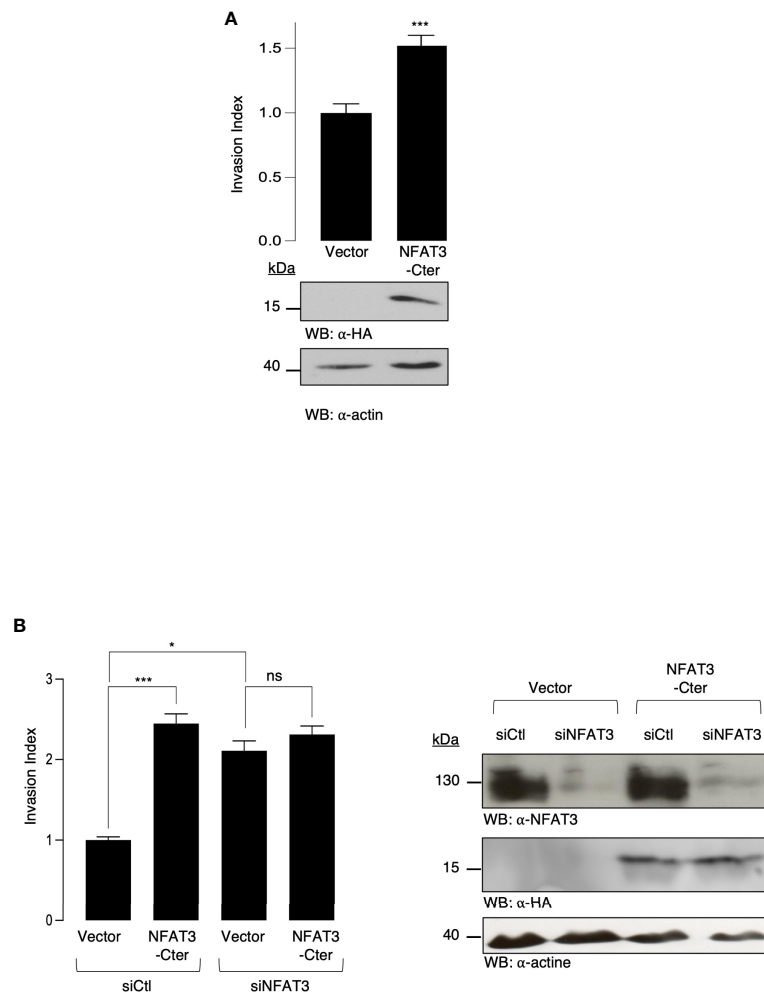 A
***
1.5
1.0
Invasion Index
0.5
0.0
Vector NFAT3
-Cter
kDa
15
WB: α-HA
40
WB: α-actin
B
*
*** ns
3
2
Invasion Index
1
0
Vector NFAT3 Vector NFAT3
-Cter -Cter
siCtl siNFAT3
NFAT3
Vector -Cter
siCtl siNFAT3 siCtl siNFAT3
kDa
130
WB: α-NFAT3
15
WB: α-HA
40
WB: α-actine